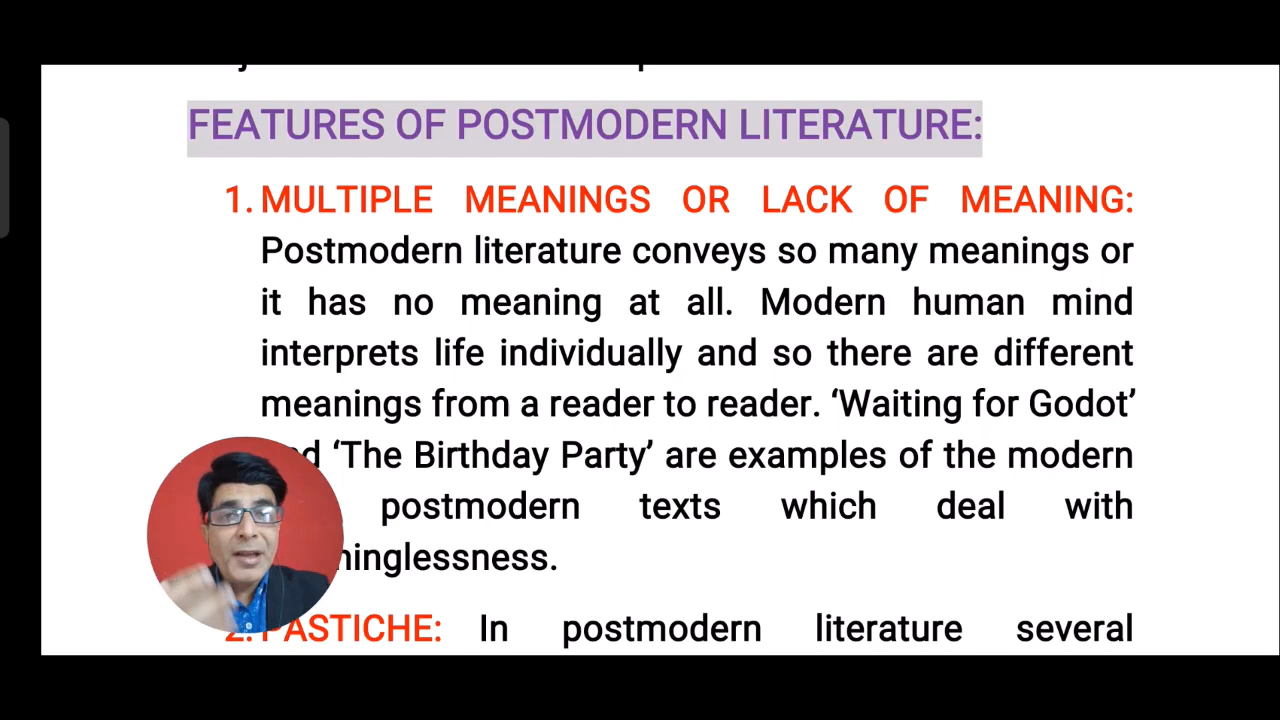 FEATURES OF POSTMODERN LITERATURE:
1. MULTIPLE MEANINGS OR LACK OF MEANING:
Postmodern literature conveys so many meanings or
it has no meaning at all. Modern human mind
interprets life individually and so there are different
meanings from a reader to reader. ‘Waiting for Godot’
‘The Birthday Party’ are examples of the modern
postmodern texts which deal with
2. PASTICHE: In postmodern literature several